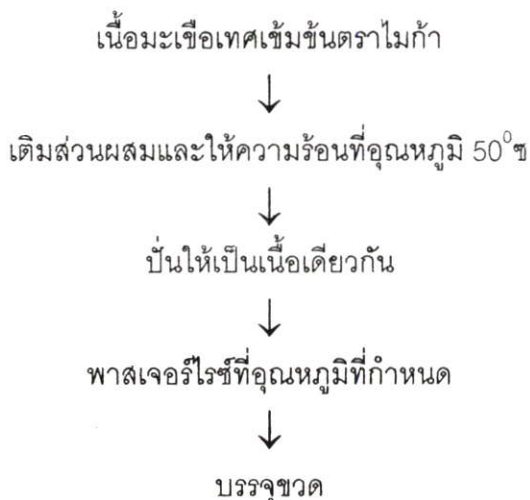 เนื้อมะเขือเทศเข้มข้นตราไมก้า
↓
เติมส่วนผสมและให้ความร้อนที่อุณหภูมิ 50⁰ซ
↓
ปั่นให้เป็นเนื้อเดียวกัน
↓
พาสเจอร์ไรซ์ที่อุณหภูมิที่กำหนด
↓
บรรจุขวด